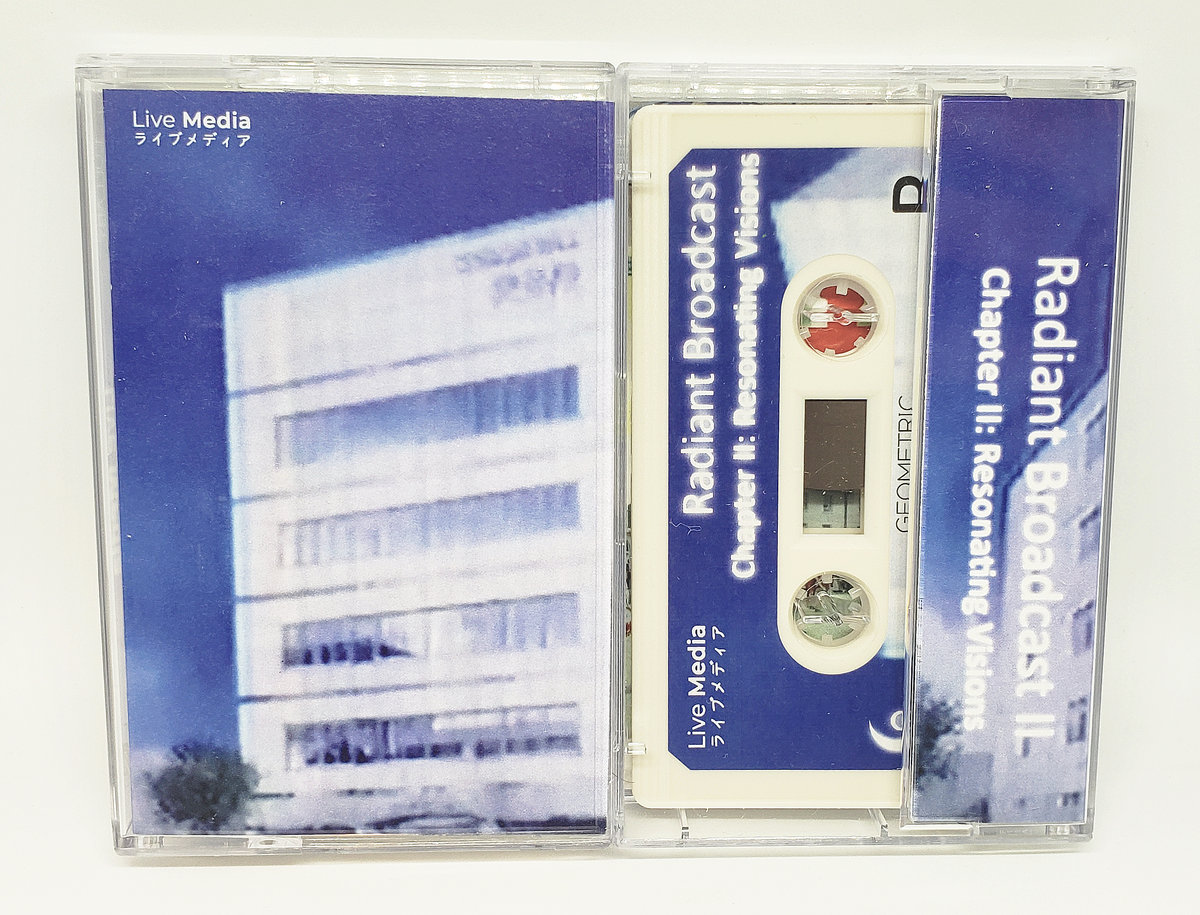 Live Media
ライブメディア
Radiant Broadcast
Chapter II: Resonating Visions
Live Media
ライブメディア
GEOMETRIC
Radiant Broadcast II
Chapter II: Resonating Visions